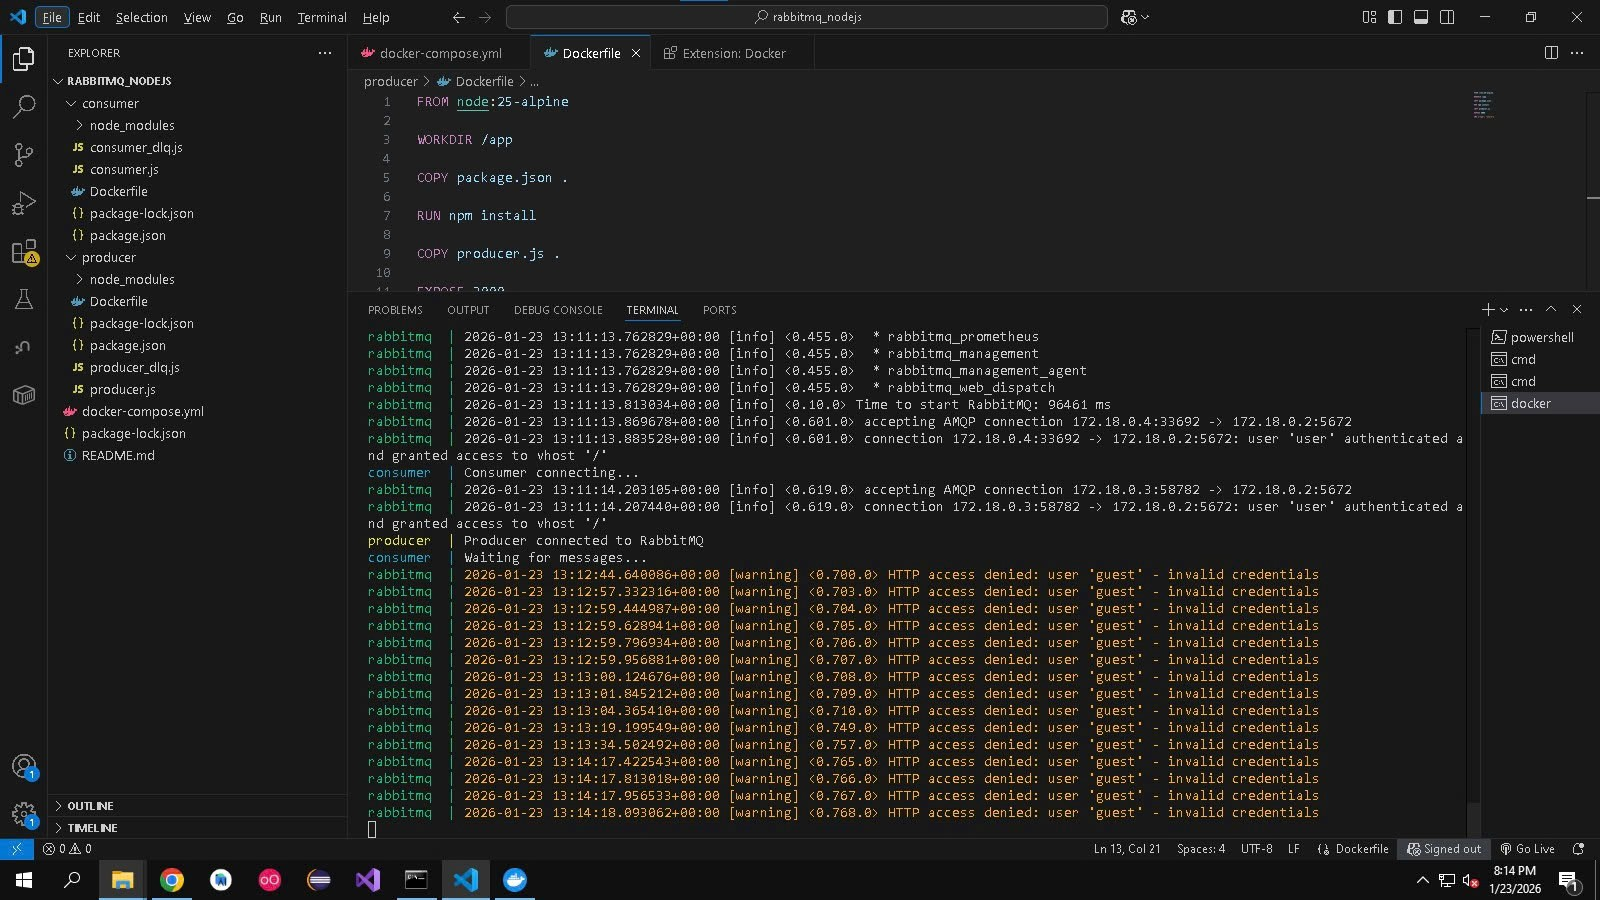 File Edit Selection View Go Run Terminal Help
rabbitmq_nodejs
EXPLORER
RABBITMQ_NODEJS
consumer
node_modules
consumer_dlq.js
consumer.js
Dockerfile
package-lock.json
package.json
producer
node_modules
Dockerfile
package-lock.json
package.json
producer_dlq.js
producer.js
docker-compose.yml
package-lock.json
README.md
OUTLINE
TIMELINE
docker-compose.yml Dockerfile Extension: Docker
producer > Dockerfile > ...
1 FROM node:25-alpine
2
3 WORKDIR /app
4
5 COPY package.json .
6
7 RUN npm install
8
9 COPY producer.js .
10
11 EXPOSE 3000
PROBLEMS OUTPUT DEBUG CONSOLE TERMINAL PORTS
rabbitmq | 2026-01-23 13:11:13.762829+00:00 [info] <0.455.0> * rabbitmq_prometheus
rabbitmq | 2026-01-23 13:11:13.762829+00:00 [info] <0.455.0> * rabbitmq_management
rabbitmq | 2026-01-23 13:11:13.762829+00:00 [info] <0.455.0> * rabbitmq_management_agent
rabbitmq | 2026-01-23 13:11:13.762829+00:00 [info] <0.455.0> * rabbitmq_web_dispatch
rabbitmq | 2026-01-23 13:11:13.813034+00:00 [info] <0.10.0> Time to start RabbitMQ: 96461 ms
rabbitmq | 2026-01-23 13:11:13.869678+00:00 [info] <0.601.0> accepting AMQP connection 172.18.0.4:33692 -> 172.18.0.2:5672
rabbitmq | 2026-01-23 13:11:13.883528+00:00 [info] <0.601.0> connection 172.18.0.4:33692 -> 172.18.0.2:5672: user 'user' authenticated a
nd granted access to vhost '/'
consumer | Consumer connecting...
rabbitmq | 2026-01-23 13:11:14.203105+00:00 [info] <0.619.0> accepting AMQP connection 172.18.0.3:58782 -> 172.18.0.2:5672
rabbitmq | 2026-01-23 13:11:14.207440+00:00 [info] <0.619.0> connection 172.18.0.3:58782 -> 172.18.0.2:5672: user 'user' authenticated a
nd granted access to vhost '/'
producer | Producer connected to RabbitMQ
consumer | Waiting for messages...
rabbitmq | 2026-01-23 13:12:44.640086+00:00 [warning] <0.700.0> HTTP access denied: user 'guest' - invalid credentials
rabbitmq | 2026-01-23 13:12:57.332316+00:00 [warning] <0.703.0> HTTP access denied: user 'guest' - invalid credentials
rabbitmq | 2026-01-23 13:12:59.444987+00:00 [warning] <0.704.0> HTTP access denied: user 'guest' - invalid credentials
rabbitmq | 2026-01-23 13:12:59.628941+00:00 [warning] <0.705.0> HTTP access denied: user 'guest' - invalid credentials
rabbitmq | 2026-01-23 13:12:59.796934+00:00 [warning] <0.706.0> HTTP access denied: user 'guest' - invalid credentials
rabbitmq | 2026-01-23 13:12:59.956881+00:00 [warning] <0.707.0> HTTP access denied: user 'guest' - invalid credentials
rabbitmq | 2026-01-23 13:13:00.124676+00:00 [warning] <0.708.0> HTTP access denied: user 'guest' - invalid credentials
rabbitmq | 2026-01-23 13:13:01.845212+00:00 [warning] <0.709.0> HTTP access denied: user 'guest' - invalid credentials
rabbitmq | 2026-01-23 13:13:04.365410+00:00 [warning] <0.710.0> HTTP access denied: user 'guest' - invalid credentials
rabbitmq | 2026-01-23 13:13:19.199549+00:00 [warning] <0.749.0> HTTP access denied: user 'guest' - invalid credentials
rabbitmq | 2026-01-23 13:13:34.502492+00:00 [warning] <0.757.0> HTTP access denied: user 'guest' - invalid credentials
rabbitmq | 2026-01-23 13:14:17.422543+00:00 [warning] <0.765.0> HTTP access denied: user 'guest' - invalid credentials
rabbitmq | 2026-01-23 13:14:17.813018+00:00 [warning] <0.766.0> HTTP access denied: user 'guest' - invalid credentials
rabbitmq | 2026-01-23 13:14:17.956533+00:00 [warning] <0.767.0> HTTP access denied: user 'guest' - invalid credentials
rabbitmq | 2026-01-23 13:14:18.093062+00:00 [warning] <0.768.0> HTTP access denied: user 'guest' - invalid credentials
powershell
cmd
cmd
docker
1
1
0 0 Ln 13, Col 21 Spaces: 4 UTF-8 LF Dockerfile Signed out Go Live
8:14 PM
1/23/2026
1